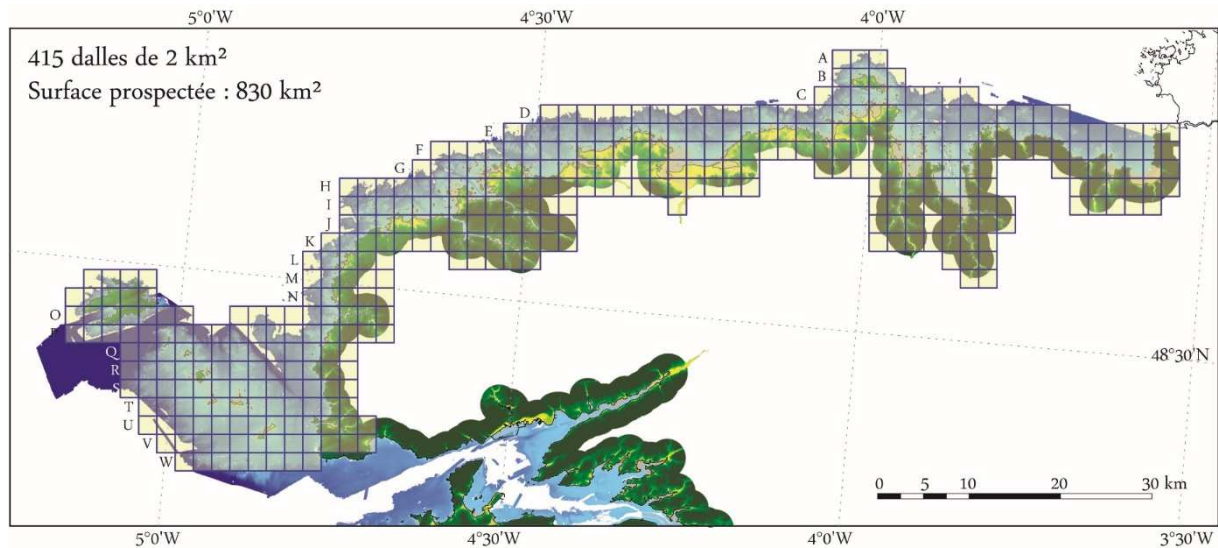 5°0'W 4°30'W 4°0'W
415 dalles de 2 km²
Surface prospectée : 830 km²
A
B
C
D
E
F
G
H
I
J
K
L
M
N
O
P
Q
R
S
T
U
V
W
48°30'N
0 5 10 20 30 km
5°0'W 4°30'W 4°0'W 3°30'W